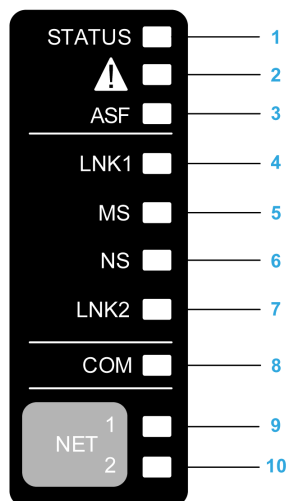 STATUS 1
2
ASF 3
LNK1 4
MS 5
NS 6
LNK2 7
COM 8
1 9
NET
2 10